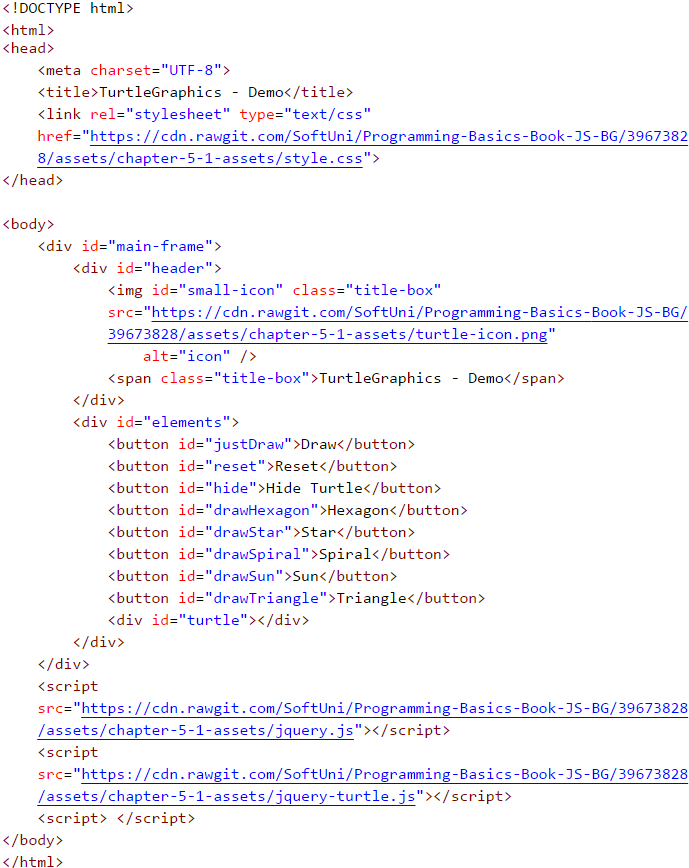 <!DOCTYPE html>
<html>
<head>
    <meta charset="UTF-8">
    <title>TurtleGraphics - Demo</title>
    <link rel="stylesheet" type="text/css"
    href="https://cdn.rawgit.com/SoftUni/Programming-Basics-Book-JS-BG/3967382
    8/assets/chapter-5-1-assets/style.css">
</head>

<body>
    <div id="main-frame">
        <div id="header">
            <img id="small-icon" class="title-box"
            src="https://cdn.rawgit.com/SoftUni/Programming-Basics-Book-JS-BG/
            39673828/assets/chapter-5-1-assets/turtle-icon.png"
                alt="icon" />
            <span class="title-box">TurtleGraphics - Demo</span>
        </div>
        <div id="elements">
            <button id="justDraw">Draw</button>
            <button id="reset">Reset</button>
            <button id="hide">Hide Turtle</button>
            <button id="drawHexagon">Hexagon</button>
            <button id="drawStar">Star</button>
            <button id="drawSpiral">Spiral</button>
            <button id="drawSun">Sun</button>
            <button id="drawTriangle">Triangle</button>
            <div id="turtle"></div>
        </div>
    </div>
    <script
    src="https://cdn.rawgit.com/SoftUni/Programming-Basics-Book-JS-BG/39673828
    /assets/chapter-5-1-assets/jquery.js"></script>
    <script
    src="https://cdn.rawgit.com/SoftUni/Programming-Basics-Book-JS-BG/39673828
    /assets/chapter-5-1-assets/jquery-turtle.js"></script>
    <script> </script>
</body>
</html>